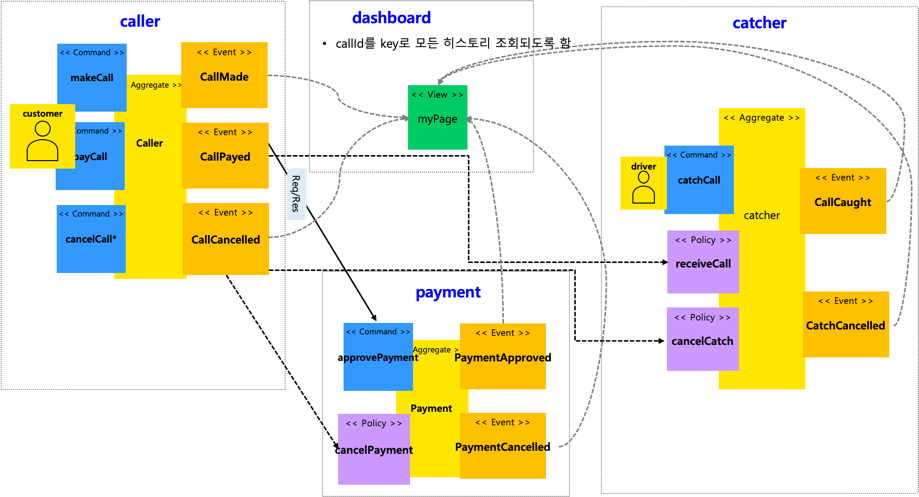 caller
<< Command >>
makeCall
<< Event >>
CallMade
customer
Command >>
payCall
Aggregate >>
Caller
<< Event >>
CallPayed
<< Command >>
cancelCall*
<< Event >>
CallCancelled
Req/Res
dashboard
• callId를 key로 모든 히스토리 조회되도록 함
<< View >>
myPage
payment
<< Command >>
approvePayment
Aggregate >
Payment
<< Event >>
PaymentApproved
<< Policy >>
cancelPayment
<< Event >>
PaymentCancelled
catcher
<< Aggregate >>
catcher
driver
<< Command >>
catchCall
<< Event >>
CallCaught
<< Policy >>
receiveCall
<< Event >>
CatchCancelled
<< Policy >>
cancelCatch